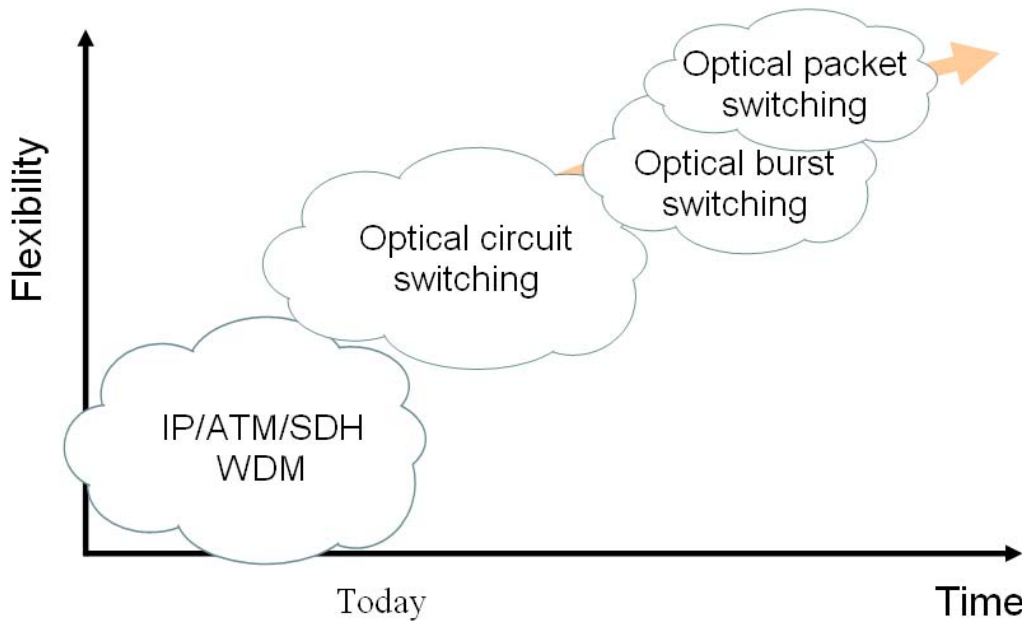 Optical packet
switching
Optical burst
switching
Optical circuit
switching
IP/ATM/SDH
WDM
Flexibility
Today
Time